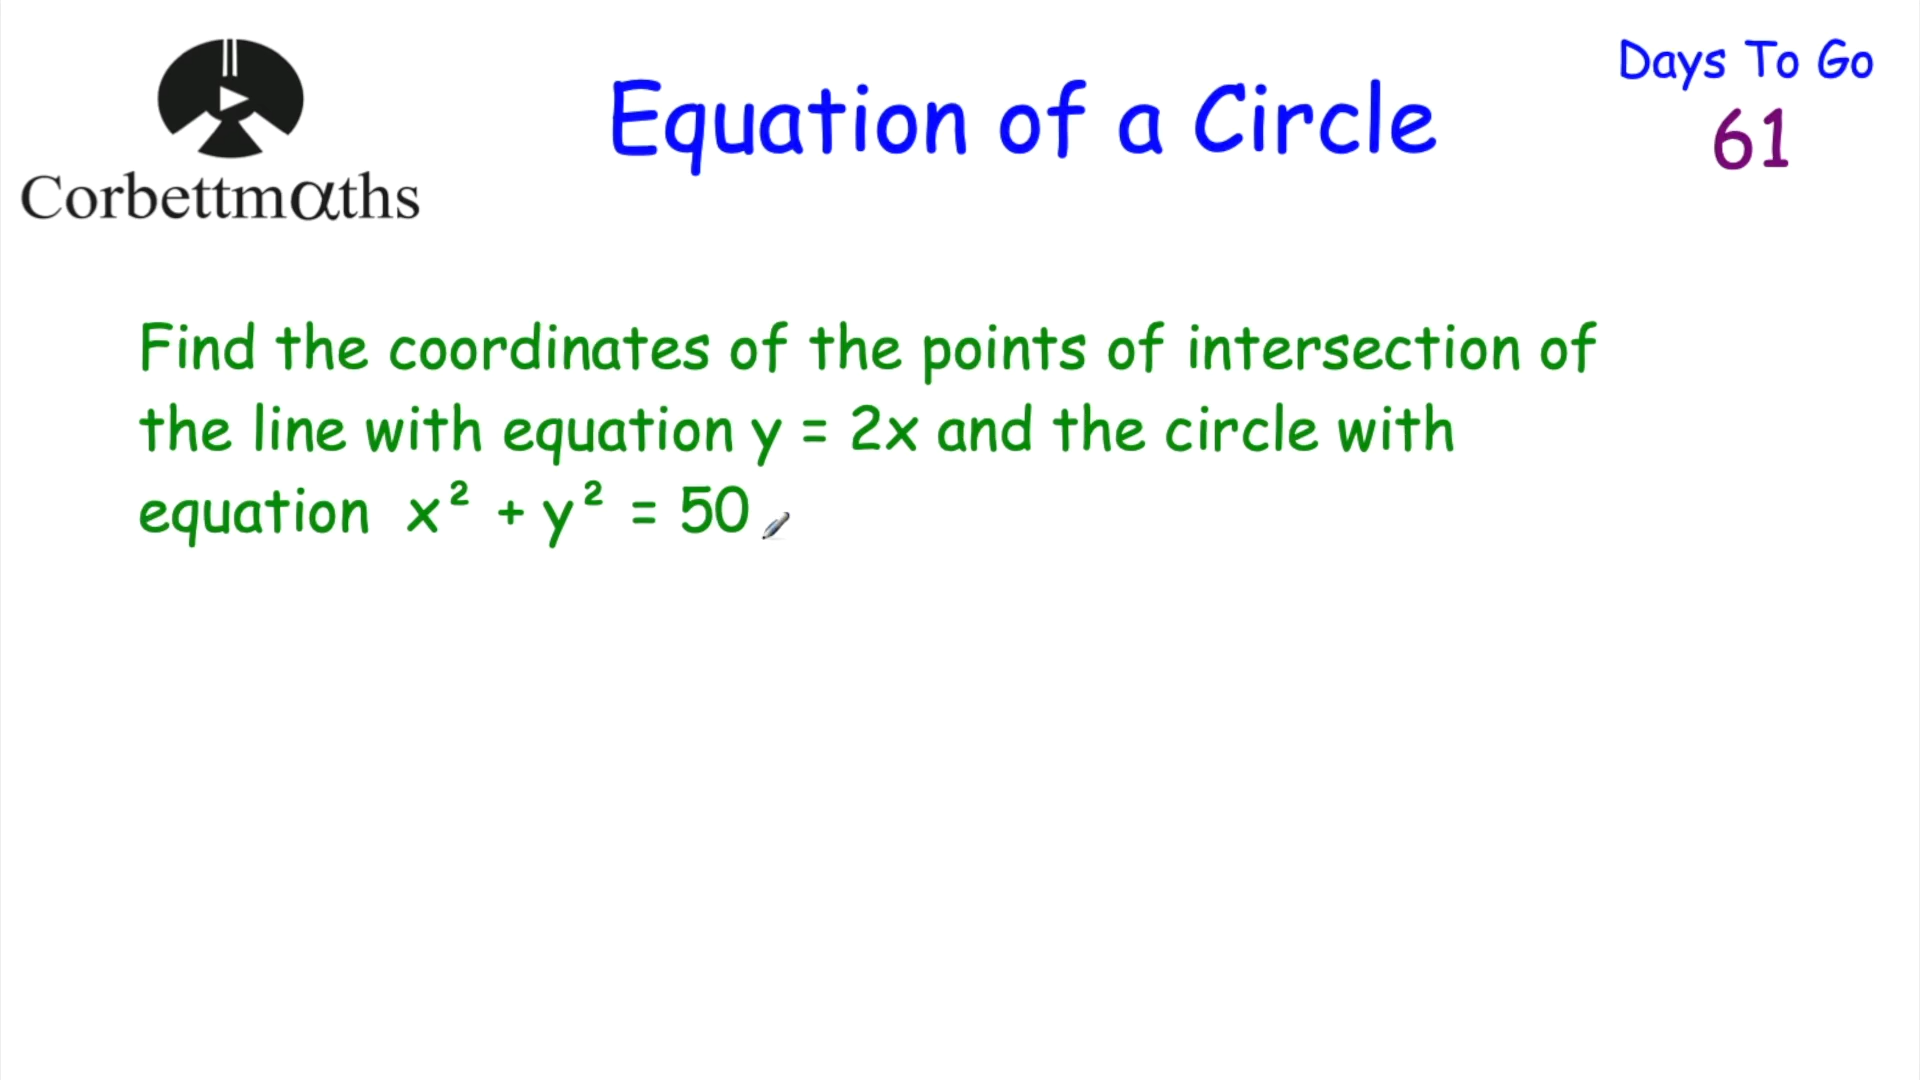 Corbettmαths
Equation of a Circle
Days To Go
61
Find the coordinates of the points of intersection of
the line with equation y = 2x and the circle with
equation x² + y² = 50